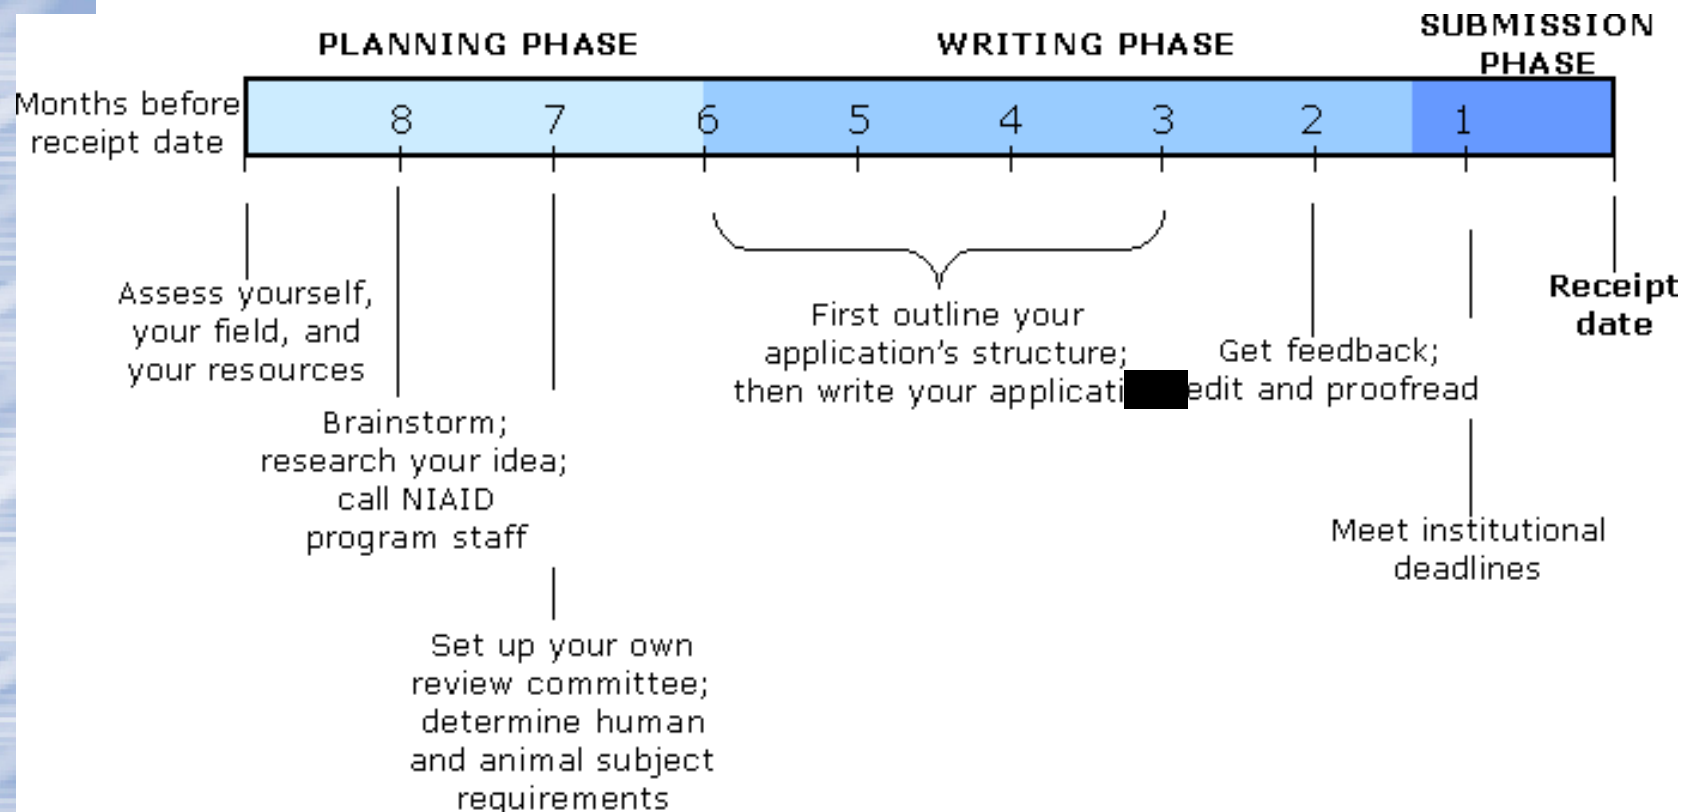 PLANNING PHASE
WRITING PHASE
SUBMISSION
PHASE
Months before
receipt date
8 7 6 5 4 3 2 1
Assess yourself,
your field, and
your resources
Brainstorm;
research your idea;
call NIAID
program staff
Set up your own
review committee;
determine human
and animal subject
requirements
First outline your
application's structure;
then write your
Get feedback;
edit and proofread
Meet institutional
deadlines
Receipt
date